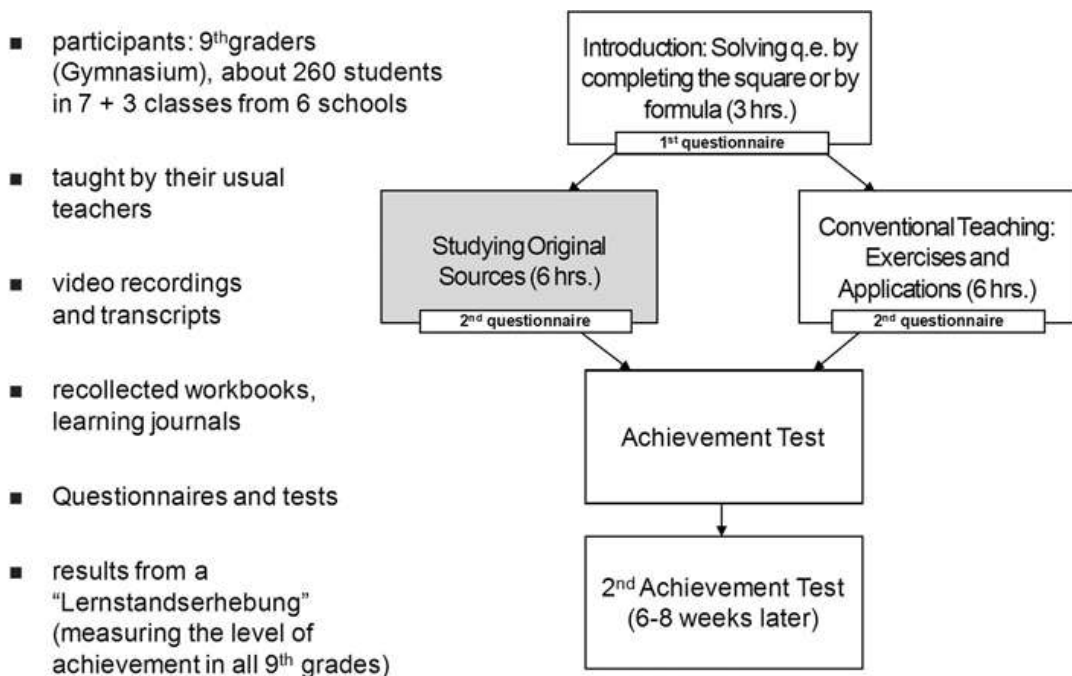 ■ participants: 9thgraders
(Gymnasium), about 260 students
in 7 + 3 classes from 6 schools
■ taught by their usual
teachers
■ video recordings
and transcripts
■ recollected workbooks,
learning journals
■ Questionnaires and tests
■ results from a
“Lernstandserhebung”
(measuring the level of
achievement in all 9th grades)
Introduction: Solving q.e. by
completing the square or by
formula (3 hrs.)
1st questionnaire
Studying Original
Sources (6 hrs.)
2nd questionnaire
Conventional Teaching:
Exercises and
Applications (6 hrs.)
2nd questionnaire
Achievement Test
2nd Achievement Test
(6-8 weeks later)